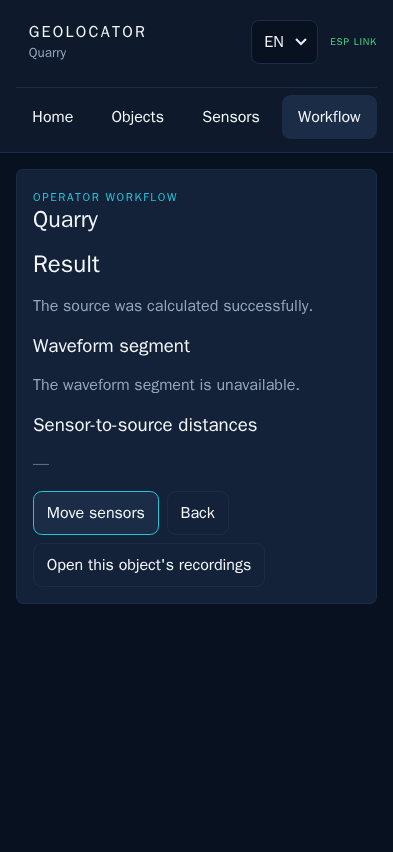 GEOLOCATOR
Quarry
EN
ESP LINK
Home
Objects
Sensors
Workflow
OPERATOR WORKFLOW
Quarry
Result
The source was calculated successfully.
Waveform segment
The waveform segment is unavailable.
Sensor-to-source distances
—
Move sensors
Back
Open this object's recordings